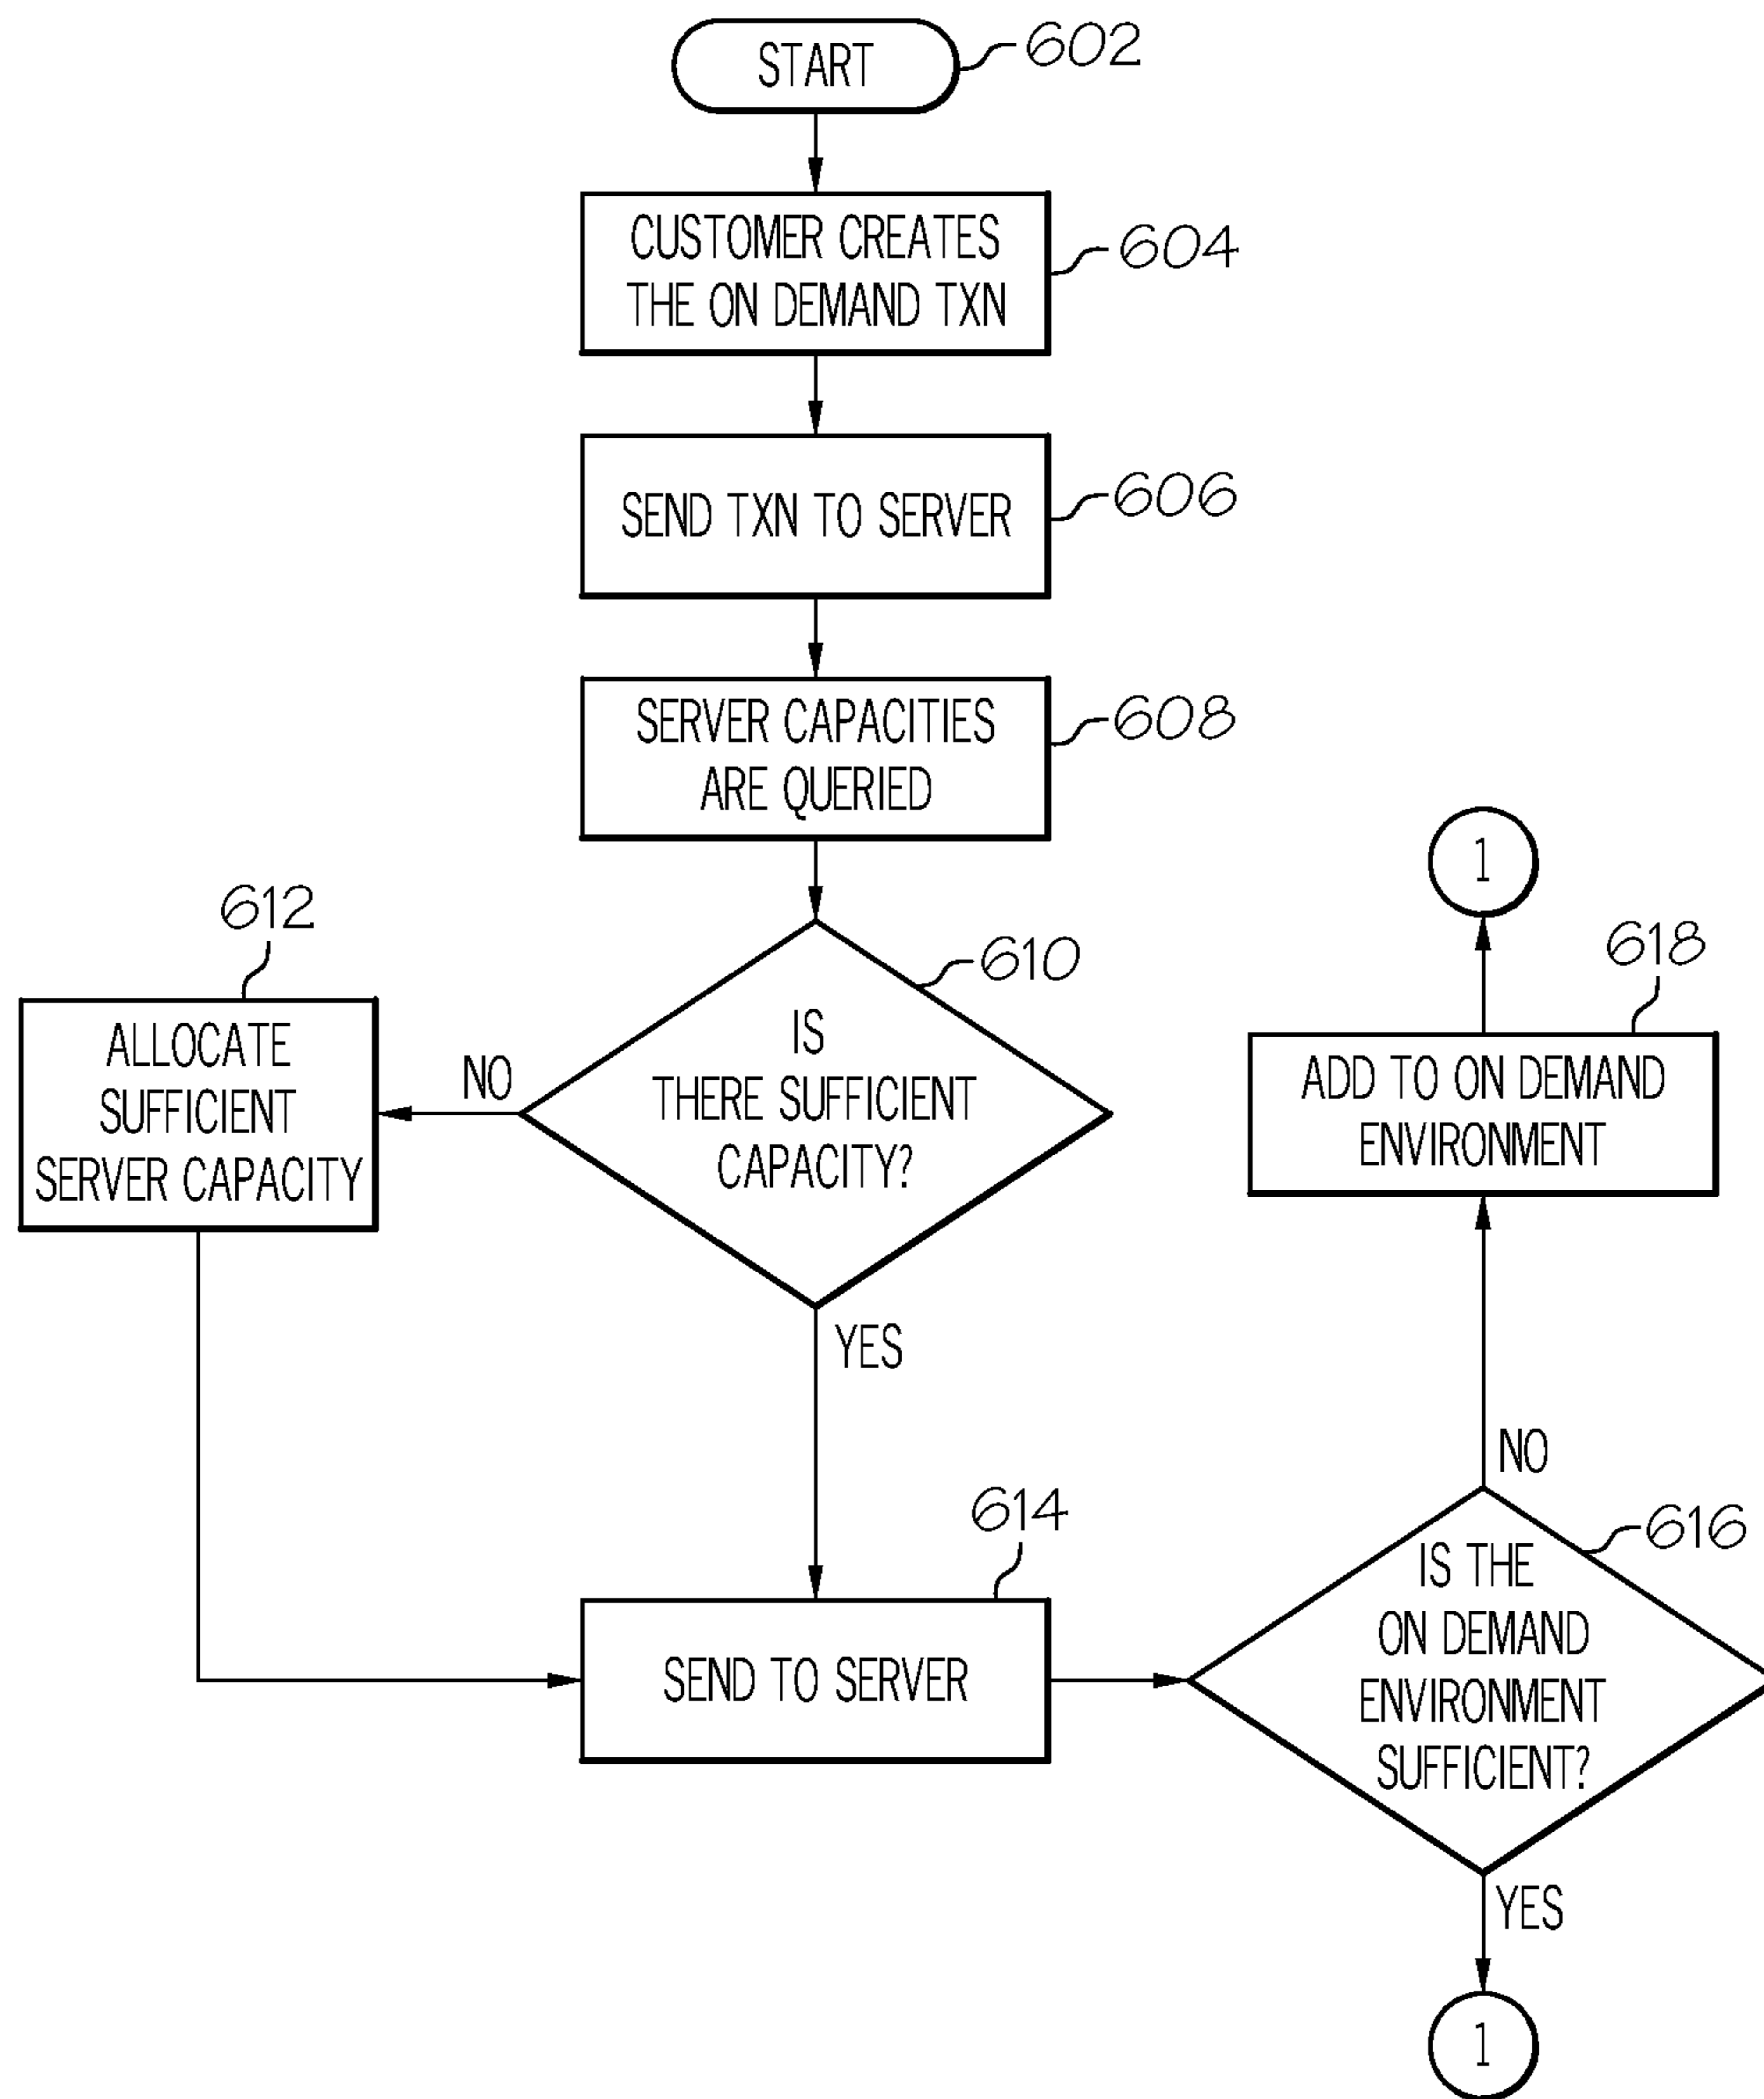 START
602
CUSTOMER CREATES
THE ON DEMAND TXN
604
SEND TXN TO SERVER
606
SERVER CAPACITIES
ARE QUERIED
608
IS
THERE SUFFICIENT
CAPACITY?
610
NO
612
ALLOCATE
SUFFICIENT
SERVER CAPACITY
YES
614
SEND TO SERVER
616
IS THE
ON DEMAND
ENVIRONMENT
SUFFICIENT?
NO
618
ADD TO ON DEMAND
ENVIRONMENT
1
YES
1